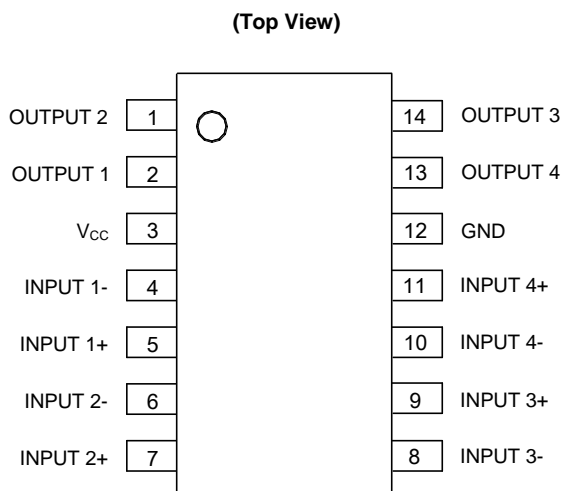 (Top View)
OUTPUT 2 1 14 OUTPUT 3
OUTPUT 1 2 13 OUTPUT 4
VCC 3 12 GND
INPUT 1- 4 11 INPUT 4+
INPUT 1+ 5 10 INPUT 4-
INPUT 2- 6 9 INPUT 3+
INPUT 2+ 7 8 INPUT 3-